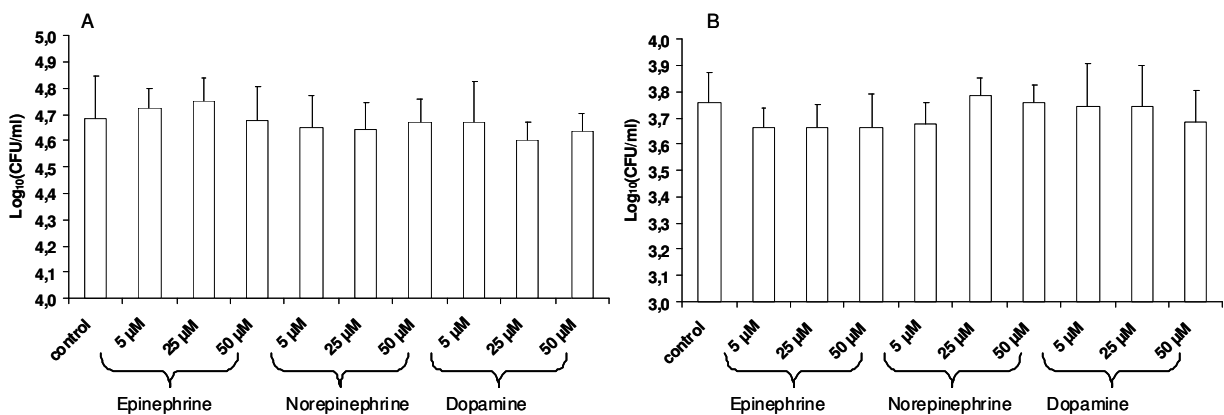 A
Log₁₀(CFU/ml)
5,0
4,9
4,8
4,7
4,6
4,5
4,4
4,3
4,2
4,1
4,0
control
5 µM
25 µM
50 µM
5 µM
25 µM
50 µM
5 µM
25 µM
50 µM
Epinephrine
Norepinephrine
Dopamine
B
Log₁₀(CFU/ml)
4,0
3,9
3,8
3,7
3,6
3,5
3,4
3,3
3,2
3,1
3,0
control
5 µM
25 µM
50 µM
5 µM
25 µM
50 µM
5 µM
25 µM
50 µM
Epinephrine
Norepinephrine
Dopamine